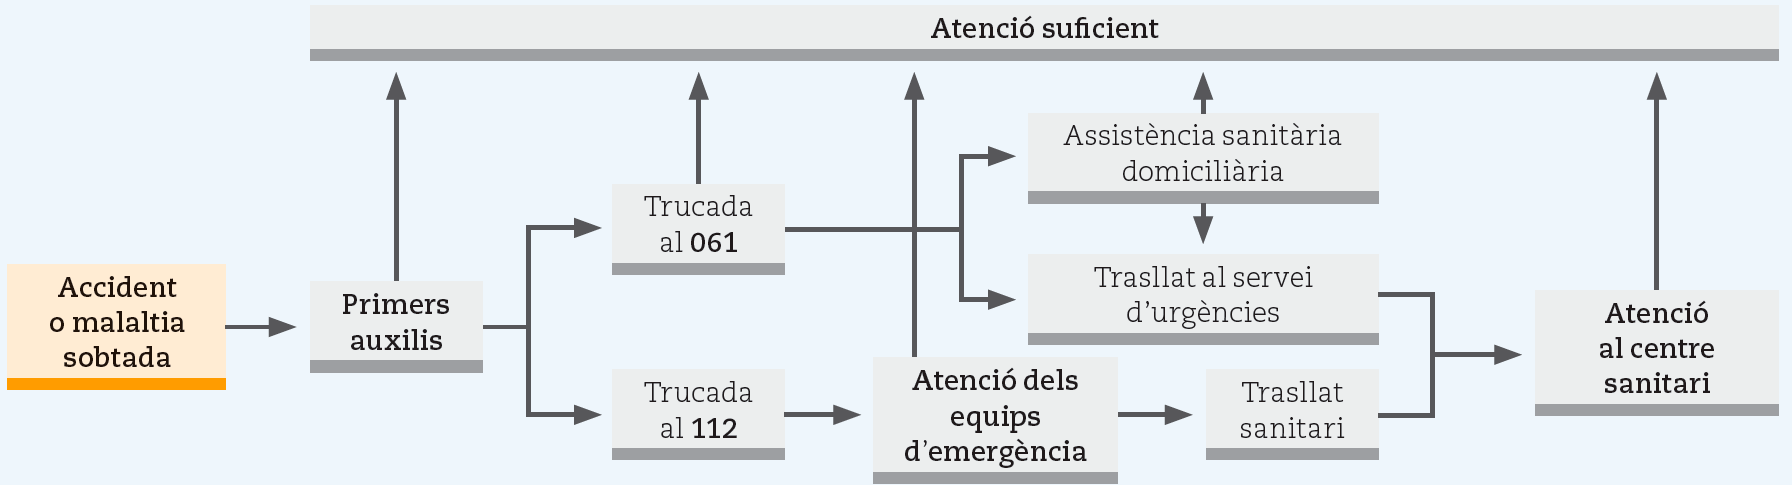 Atenció suficient
Accident
o malaltia
sobtada
Primers
auxilis
Trucada
al 061
Trucada
al 112
Assistència sanitària
domiciliària
Trasllat al servei
d’urgències
Atenció dels
equips
d’emergència
Trasllat
sanitari
Atenció
al centre
sanitari